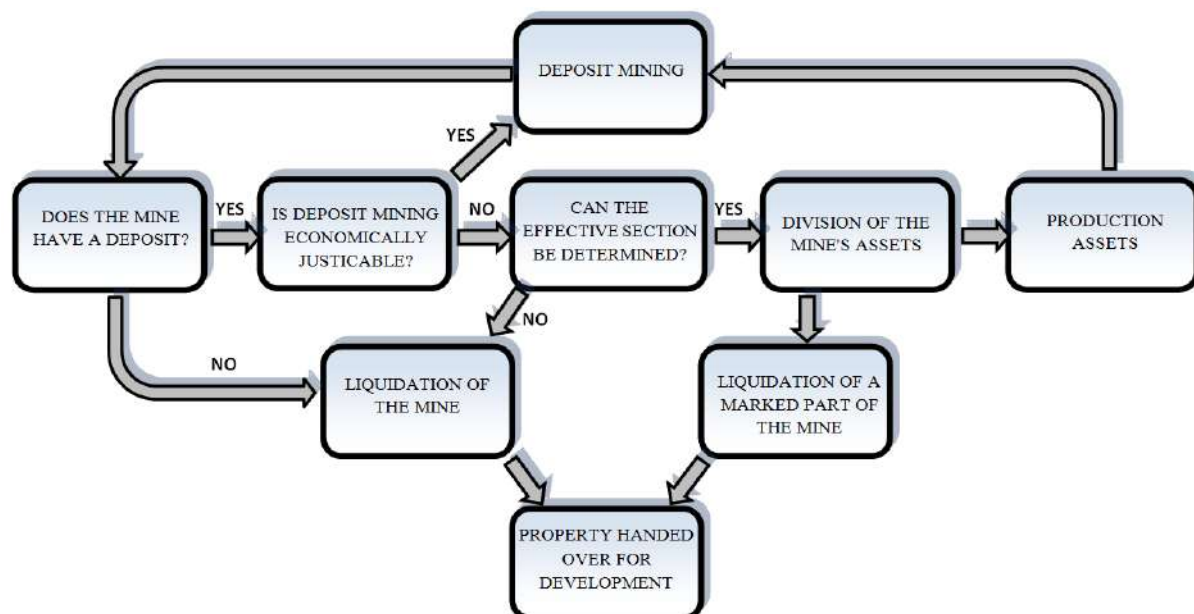 DEPOSIT MINING
YES
DOES THE MINE
HAVE A DEPOSIT?
YES
IS DEPOSIT MINING
ECONOMICALLY
JUSTICABLE?
NO
CAN THE
EFFECTIVE SECTION
BE DETERMINED?
YES
DIVISION OF THE
MINE'S ASSETS
PRODUCTION
ASSETS
NO
NO
LIQUIDATION OF
THE MINE
LIQUIDATION OF A
MARKED PART OF
THE MINE
PROPERTY HANDED
OVER FOR
DEVELOPMENT